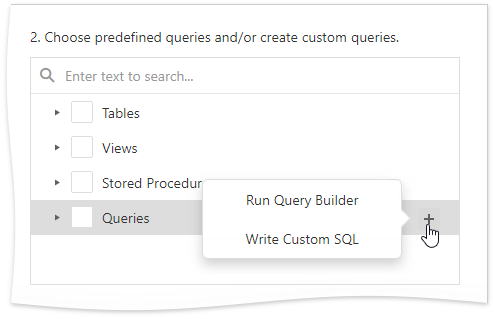 2. Choose predefined queries and/or create custom queries.
Enter text to search...
Tables
Views
Stored Procedur
Run Query Builder
Queries
Write Custom SQL